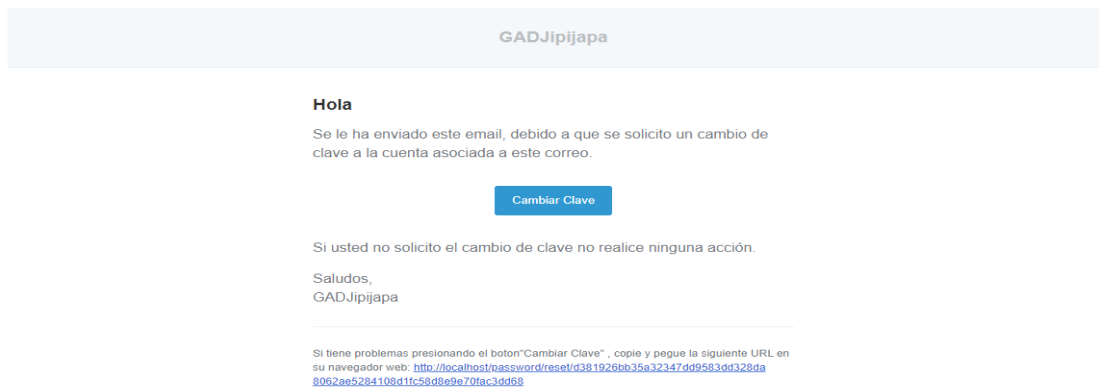 GADJipijapa
Hola
Se le ha enviado este email, debido a que se solicito un cambio de
clave a la cuenta asociada a este correo.
Cambiar Clave
Si usted no solicito el cambio de clave no realice ninguna acción.
Saludos,
GADJipijapa
Si tiene problemas presionando el boton"Cambiar Clave" , copie y pegue la siguiente URL en
su navegador web: http://localhost/password/reset/d381926bb35a32347dd9583dd328da
8062ae5284108d1fc58d8e9e70fac3dd68